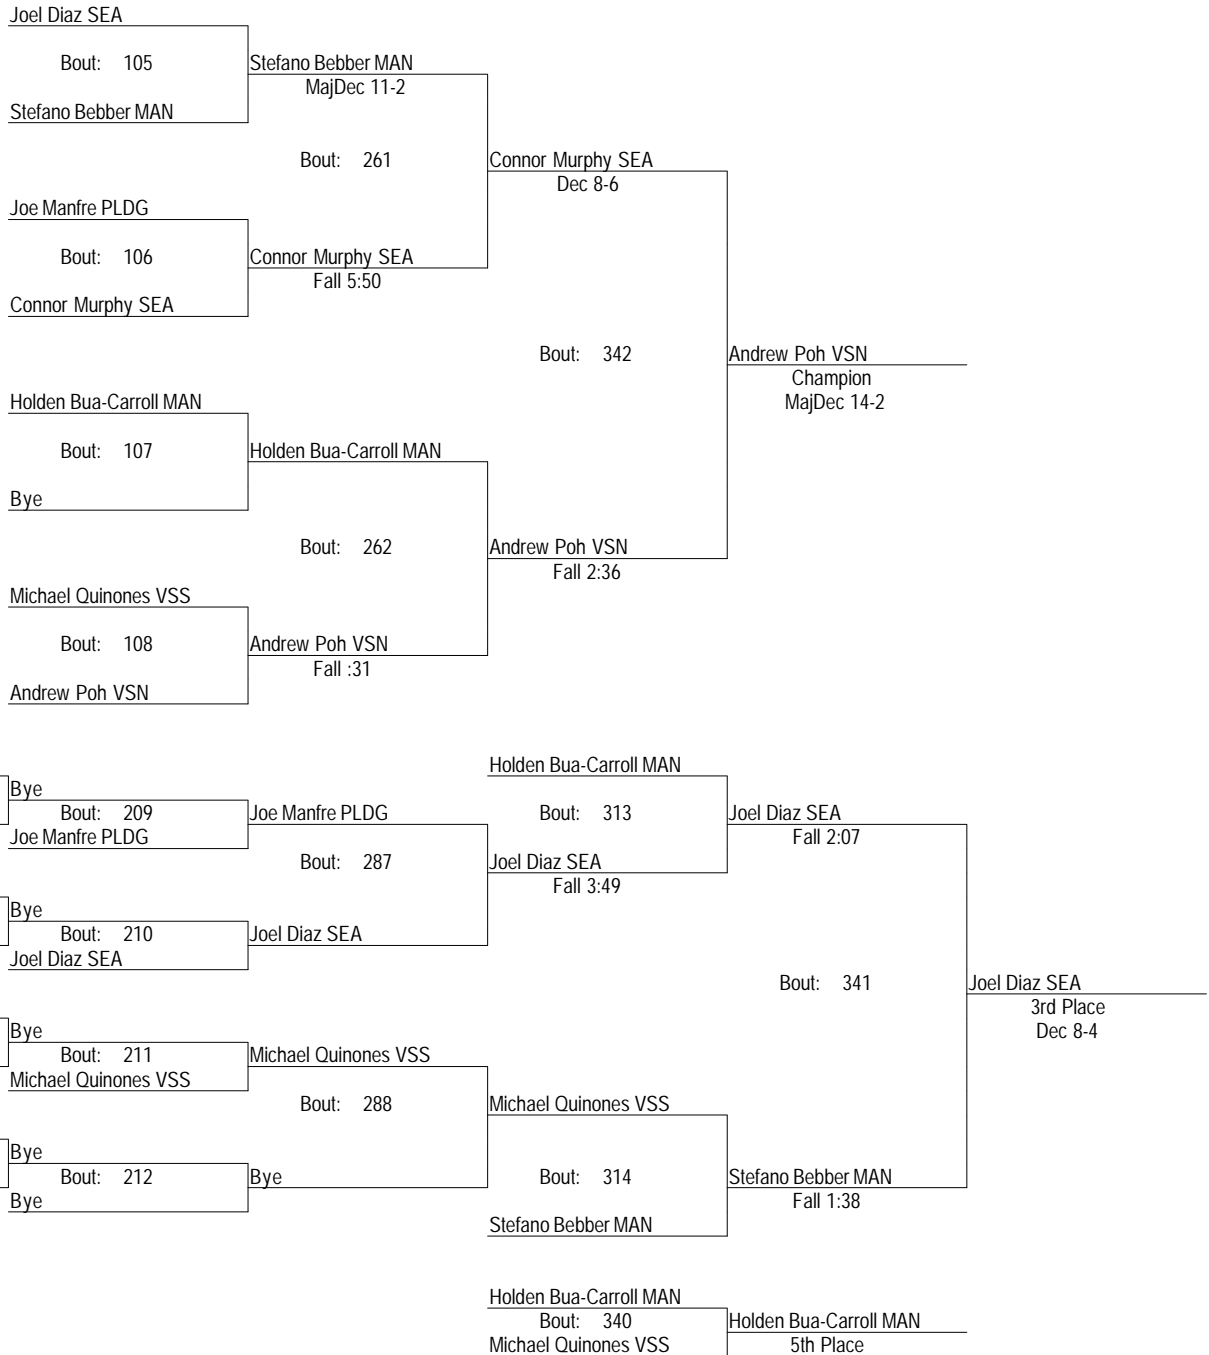 Joel Diaz SEA
Bout: 105
Stefano Bebber MAN
MajDec 11-2
Stefano Bebber MAN
Bout: 261
Connor Murphy SEA
Dec 8-6
Joe Manfre PLDG
Bout: 106
Connor Murphy SEA
Fall 5:50
Connor Murphy SEA
Bout: 342
Andrew Poh VSN
Champion
MajDec 14-2
Holden Bua-Carroll MAN
Bout: 107
Holden Bua-Carroll MAN
Bye
Bout: 262
Andrew Poh VSN
Fall 2:36
Michael Quinones VSS
Bout: 108
Andrew Poh VSN
Fall :31
Andrew Poh VSN
Holden Bua-Carroll MAN
Bye
Bout: 209
Joe Manfre PLDG
Bout: 313
Joel Diaz SEA
Fall 2:07
Joe Manfre PLDG
Bout: 287
Joel Diaz SEA
Fall 3:49
Bye
Bout: 210
Joel Diaz SEA
Joel Diaz SEA
Bout: 341
Joel Diaz SEA
3rd Place
Dec 8-4
Bye
Bout: 211
Michael Quinones VSS
Michael Quinones VSS
Bout: 288
Michael Quinones VSS
Bye
Bout: 212
Bye
Bout: 314
Stefano Bebber MAN
Fall 1:38
Bye
Stefano Bebber MAN
Holden Bua-Carroll MAN
Bout: 340
Holden Bua-Carroll MAN
Michael Quinones VSS
5th Place